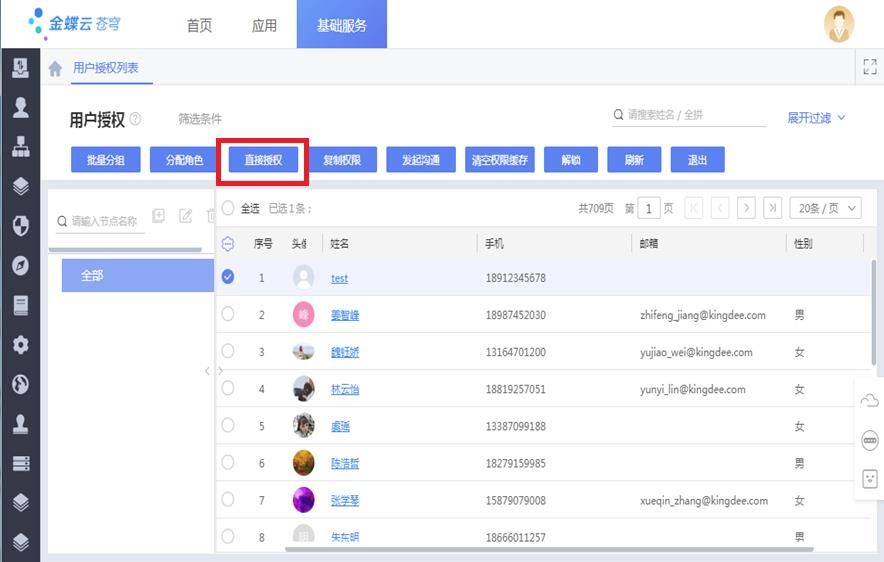 金蝶云 苍穹 首页 应用 基础服务
用户授权列表
用户授权 筛选条件 请搜索姓名 / 全拼 展开过滤
批量分组 分配角色 直接授权 复制权限 发起沟通 清空权限缓存 解锁 刷新 退出
请输入节点名称 全选 已选 1 条 ; 共709页 第 1 页 20条 / 页
序号 头像 姓名 手机 邮箱 性别
全部
1 test 18912345678
2 峰 姜智峰 18987452030 zhifeng_jiang@kingdee.com 男
3 魏钰娇 13164701200 yujiao_wei@kingdee.com 女
4 林云怡 18819257051 yunyi_lin@kingdee.com 女
5 虞瑶 13387099188 女
6 陈浩哲 18279159985 男
7 张学琴 15879079008 xueqin_zhang@kingdee.com 女
8 明 朱东明 18666011257 男